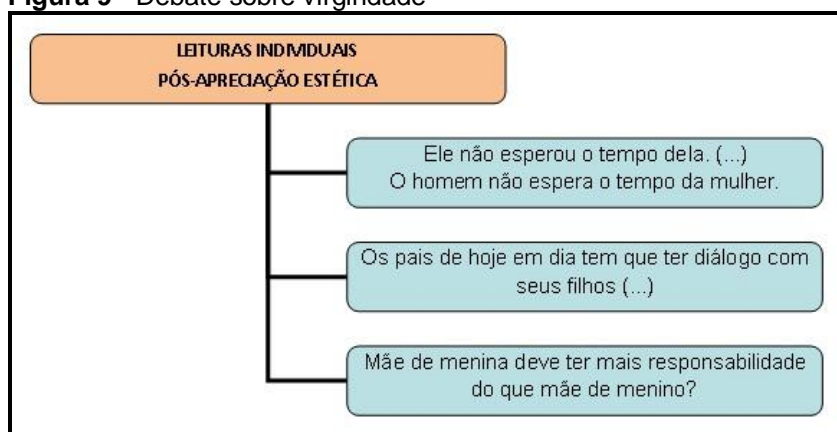 Figura 9 - Debate sobre virgindade
LEITURAS INDIVIDUAIS
PÓS-APRECIAÇÃO ESTÉTICA
Ele não esperou o tempo dela. (...)
O homem não espera o tempo da mulher.
Os pais de hoje em dia tem que ter diálogo com
seus filhos (...)
Mãe de menina deve ter mais responsabilidade
do que mãe de menino?